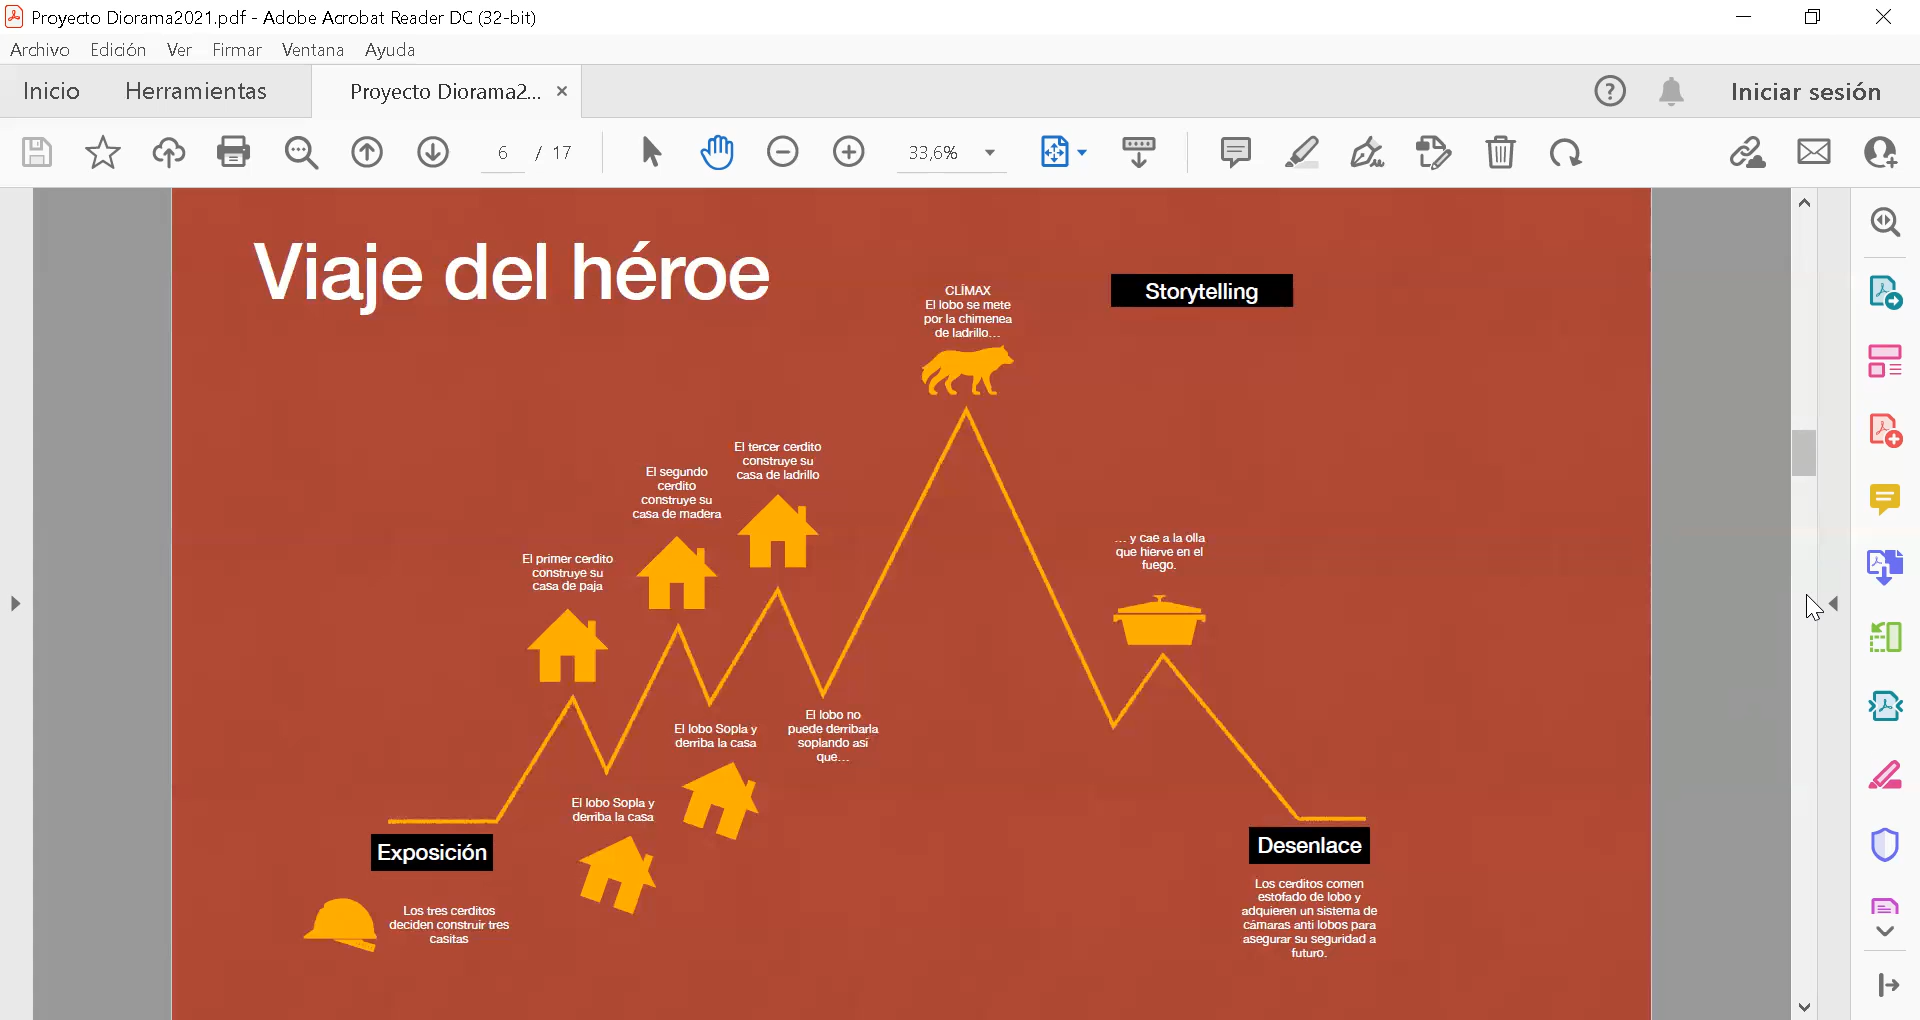 Proyecto Diorama2021.pdf - Adobe Acrobat Reader DC (32-bit)
Archivo Edición Ver Firmar Ventana Ayuda
Inicio Herramientas Proyecto Diorama2... × Iniciar sesión
6 / 17 33,6%
Viaje del héroe
Storytelling
CLÍMAX
El lobo se mete
por la chimenea
de ladrillo...
El tercer cerdito
construye su
casa de ladrillo
El segundo
cerdito
construye su
casa de madera
El primer cerdito
construye su
casa de paja
... y cae a la olla
que hierve en el
fuego.
El lobo no
puede derribarla
soplando así
que...
El lobo Sopla y
derriba la casa
El lobo Sopla y
derriba la casa
Exposición
Los tres cerditos
deciden construir tres
casitas
Desenlace
Los cerditos comen
estofado de lobo y
adquieren un sistema de
cámaras anti lobos para
asegurar su seguridad a
futuro.